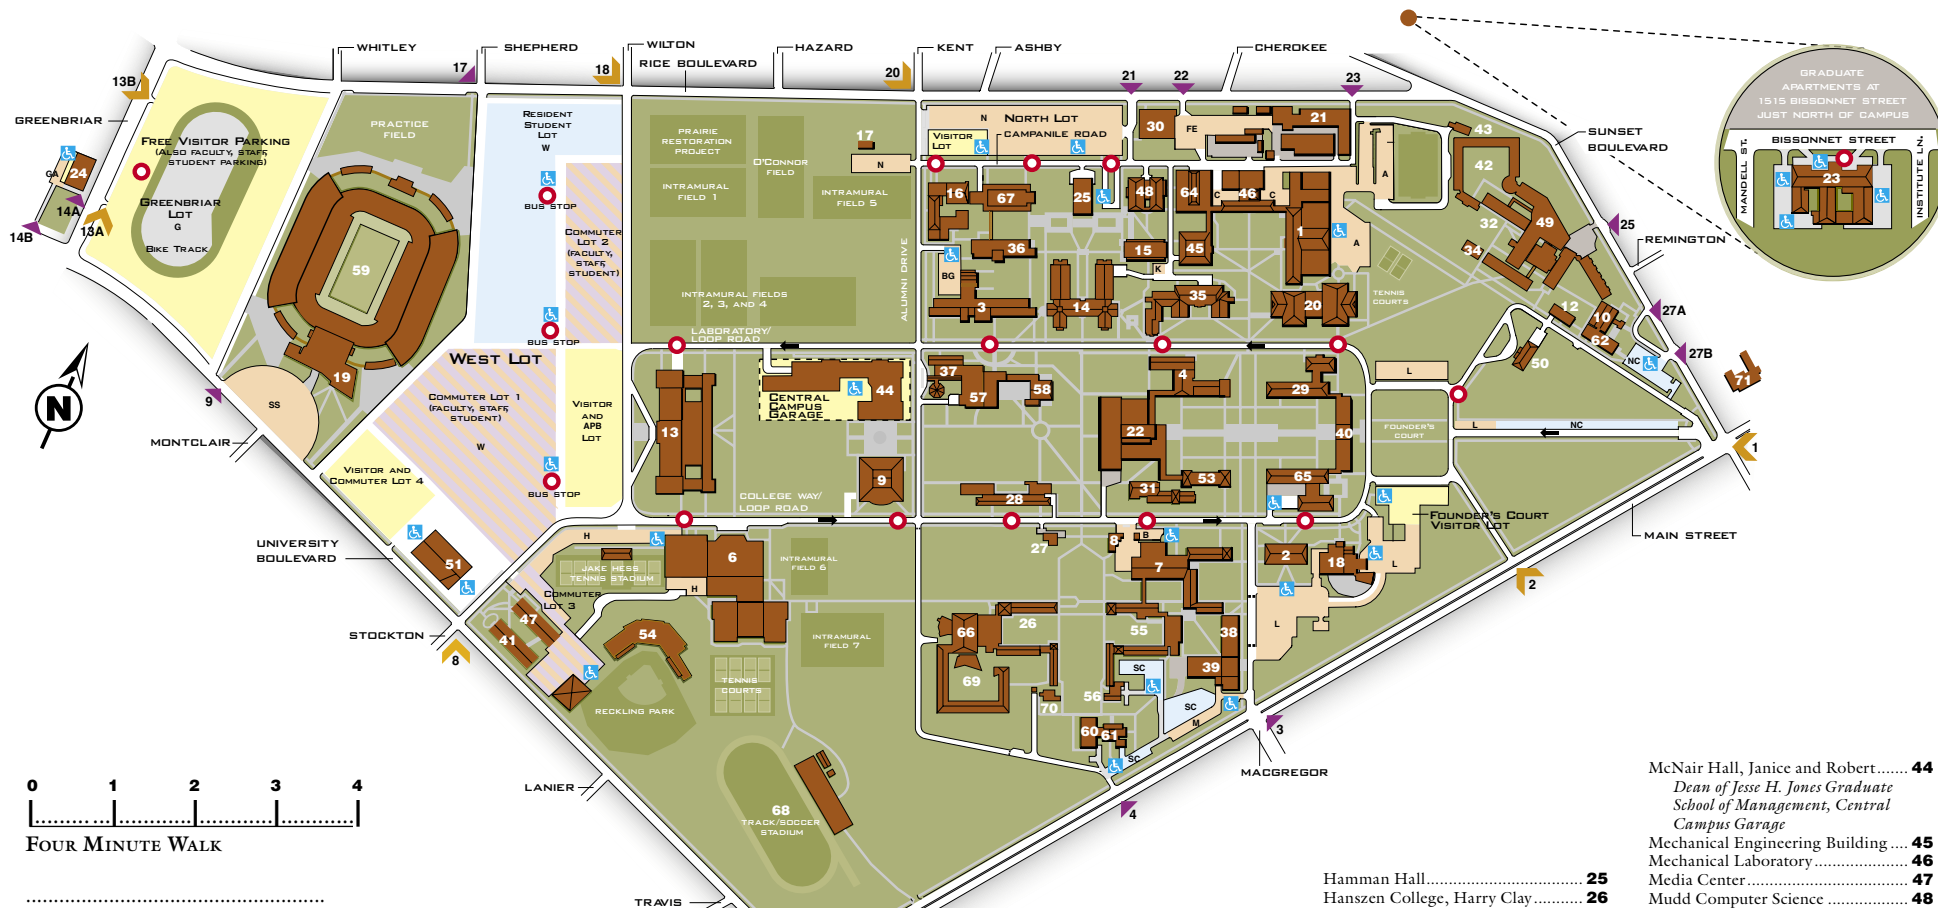 WHITLEY
SHEPHERD
WILTON
RICE BOULEVARD
HAZARD
KENT
ASHBY
CHEROKEE
13B
17
18
20
21
22
23
GREENBRIAR
FREE VISITOR PARKING
(ALSO FACULTY, STAFF,
STUDENT PARKING)
GREENBRIAR
LOT
G
BIKE TRACK
GA
24
14A
14B
13A
PRACTICE
FIELD
59
19
SS
9
MONTCLAIR
RESIDENT
STUDENT
LOT
W
BUS STOP
COMMUTER
LOT 2
(FACULTY,
STAFF,
STUDENT)
BUS STOP
WEST LOT
COMMUTER LOT 1
(FACULTY, STAFF,
STUDENT)
W
VISITOR
AND
APB
LOT
BUS STOP
VISITOR AND
COMMUTER LOT 4
UNIVERSITY
BOULEVARD
51
STOCKTON
8
PRAIRIE
RESTORATION
PROJECT
O'CONNOR
FIELD
INTRAMURAL
FIELD 1
INTRAMURAL
FIELD 5
17
N
INTRAMURAL FIELDS
2, 3, AND 4
ALUMNI DRIVE
LABORATORY/
LOOP ROAD
N
NORTH LOT
VISITOR
LOT
CAMPANILE ROAD
30
FE
21
16
67
25
48
64
C
46
C
1
A
A
36
15
45
BG
K
3
14
35
20
TENNIS
COURTS
43
42
32
49
34
12
10
62
50
NC
SUNSET
BOULEVARD
25
REMINGTON
27A
27B
71
GRADUATE
APARTMENTS AT
1515 BISSONNET STREET
JUST NORTH OF CAMPUS
BISSONNET STREET
MANDELL ST.
23
INSTITUTE LN.
13
CENTRAL
CAMPUS
GARAGE
44
9
COLLEGE WAY/
LOOP ROAD
37
57
58
28
4
22
31
53
29
40
65
L
FOUNDER'S
COURT
L
NC
1
FOUNDER'S COURT
VISITOR LOT
MAIN STREET
2
H
JAKE HESS
TENNIS STADIUM
COMMUTER
LOT 3
H
6
INTRAMURAL
FIELD 6
INTRAMURAL
FIELD 7
47
41
54
RECKLING PARK
TENNIS
COURTS
27
8
B
7
2
18
L
L
66
26
55
38
39
69
70
56
SC
SC
M
60
61
SC
3
MACGREGOR
4
68
TRACK/SOCCER
STADIUM
LANIER
TRAVIS
N
0 1 2 3 4
FOUR MINUTE WALK
Hamman Hall 25
Hanszen College, Harry Clay 26
McNair Hall, Janice and Robert 44
Dean of Jesse H. Jones Graduate
School of Management, Central
Campus Garage
Mechanical Engineering Building 45
Mechanical Laboratory 46
Media Center 47
Mudd Computer Science 48